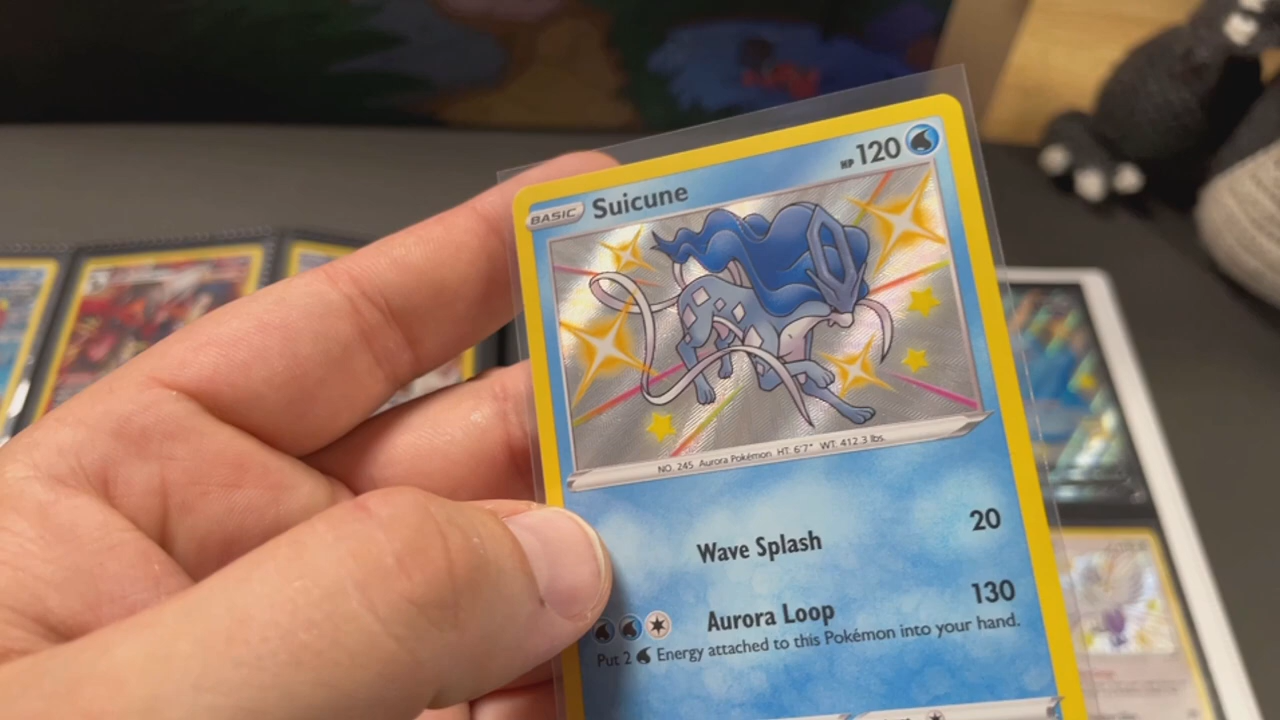 BASIC Suicune HP 120
NO. 245 Aurora Pokémon HT: 6'7" WT: 412.3 lbs.
Wave Splash 20
Aurora Loop 130
Put 2 Energy attached to this Pokémon into your hand.